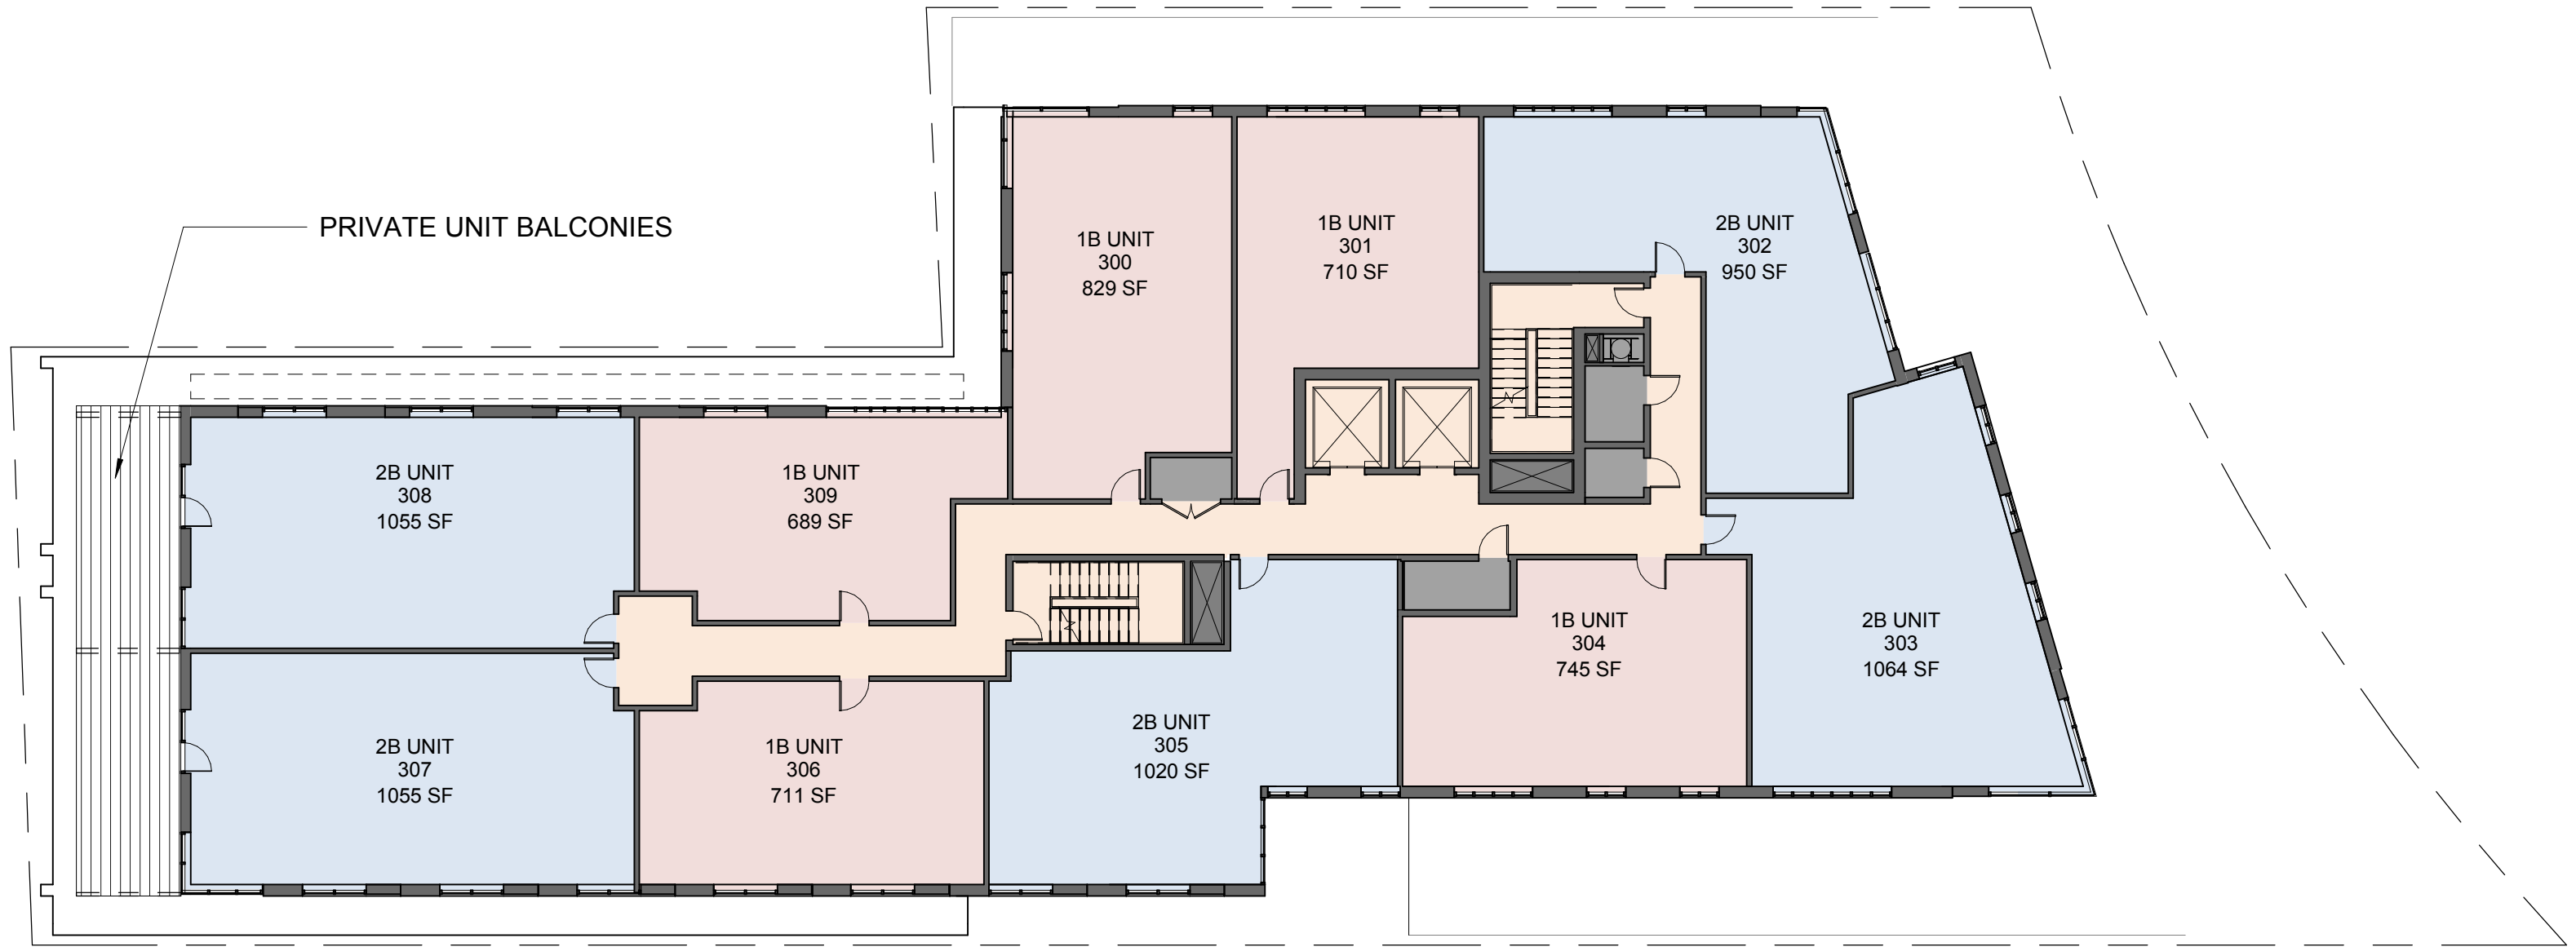 PRIVATE UNIT BALCONIES
1B UNIT
300
829 SF
1B UNIT
301
710 SF
2B UNIT
302
950 SF
2B UNIT
308
1055 SF
1B UNIT
309
689 SF
2B UNIT
307
1055 SF
1B UNIT
306
711 SF
2B UNIT
305
1020 SF
1B UNIT
304
745 SF
2B UNIT
303
1064 SF